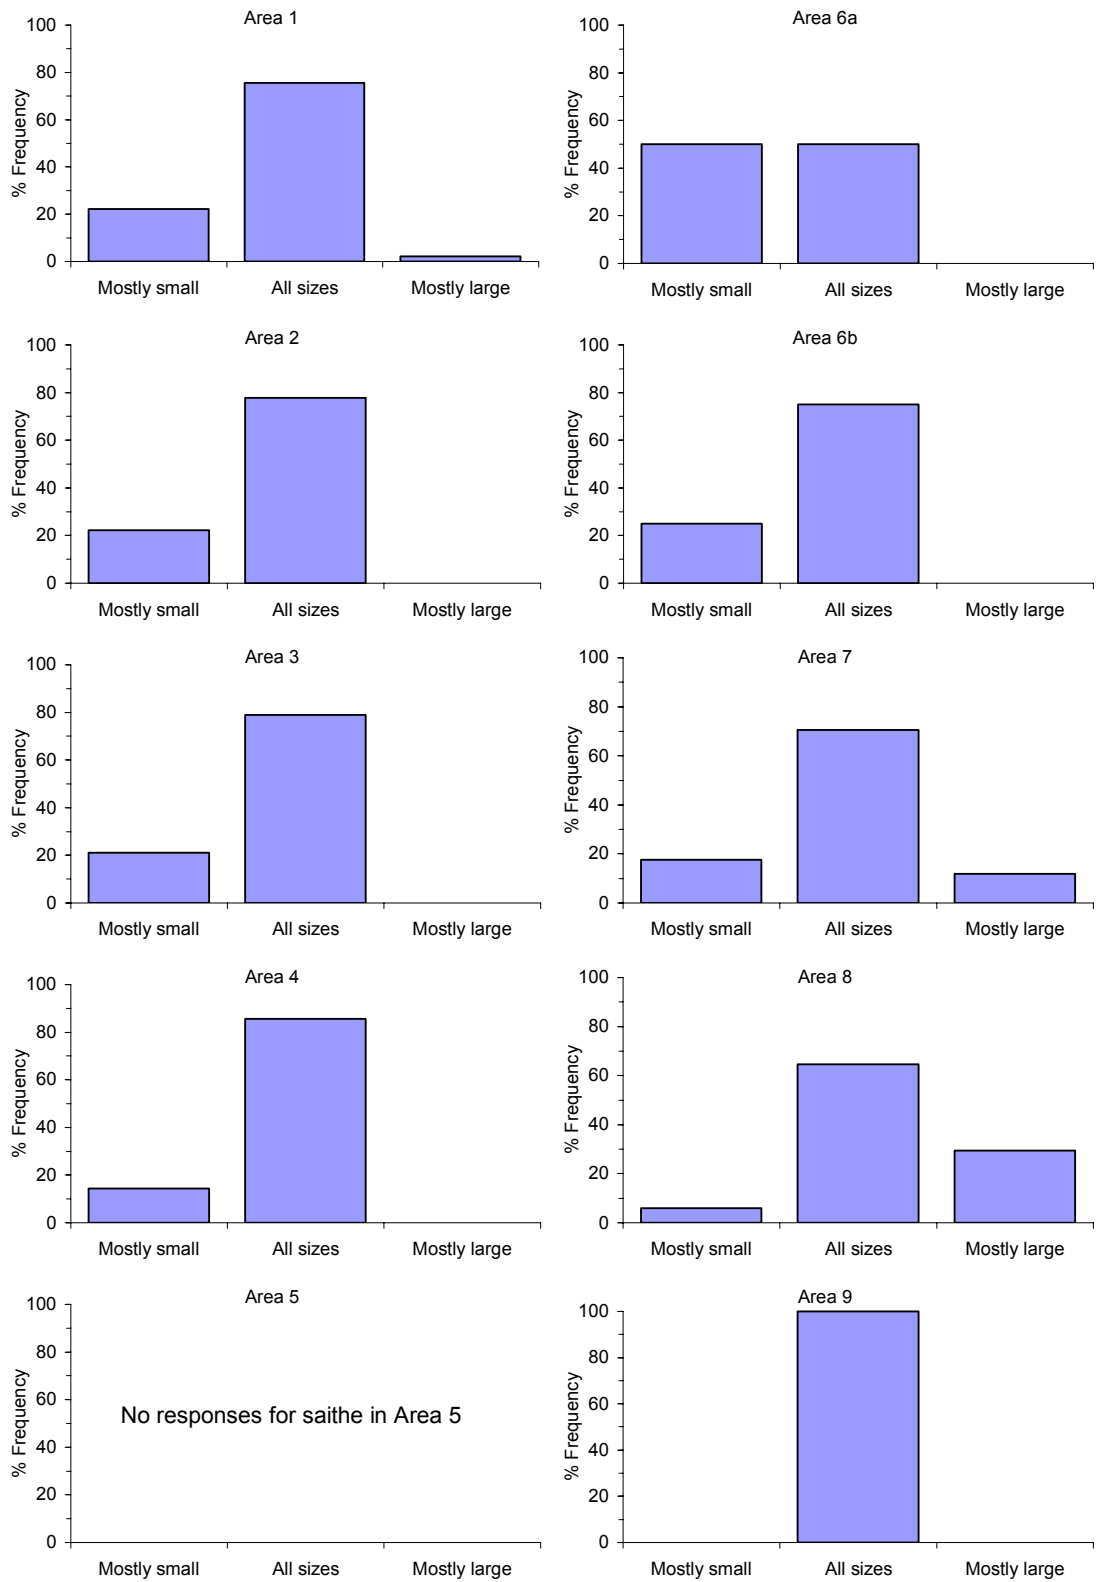 Area 1
100
80
60
40
20
0
% Frequency
Mostly small All sizes Mostly large
Area 6a
100
80
60
40
20
0
% Frequency
Mostly small All sizes Mostly large
Area 2
100
80
60
40
20
0
% Frequency
Mostly small All sizes Mostly large
Area 6b
100
80
60
40
20
0
% Frequency
Mostly small All sizes Mostly large
Area 3
100
80
60
40
20
0
% Frequency
Mostly small All sizes Mostly large
Area 7
100
80
60
40
20
0
% Frequency
Mostly small All sizes Mostly large
Area 4
100
80
60
40
20
0
% Frequency
Mostly small All sizes Mostly large
Area 8
100
80
60
40
20
0
% Frequency
Mostly small All sizes Mostly large
Area 5
100
80
60
40
20
0
% Frequency
No responses for saithe in Area 5
Mostly small All sizes Mostly large
Area 9
100
80
60
40
20
0
% Frequency
Mostly small All sizes Mostly large